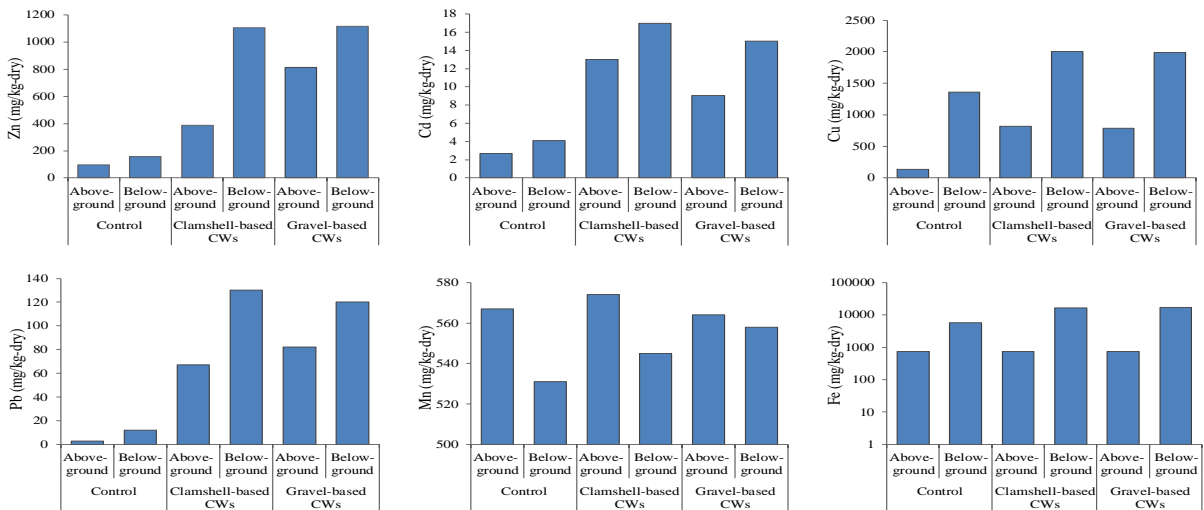 Zn (mg/kg-dry)
1200
1000
800
600
400
200
0
Above-ground
Below-ground
Above-ground
Below-ground
Above-ground
Below-ground
Control
Clamshell-based CWs
Gravel-based CWs
Cd (mg/kg-dry)
18
16
14
12
10
8
6
4
2
0
Above-ground
Below-ground
Above-ground
Below-ground
Above-ground
Below-ground
Control
Clamshell-based CWs
Gravel-based CWs
Cu (mg/kg-dry)
2500
2000
1500
1000
500
0
Above-ground
Below-ground
Above-ground
Below-ground
Above-ground
Below-ground
Control
Clamshell-based CWs
Gravel-based CWs
Pb (mg/kg-dry)
140
120
100
80
60
40
20
0
Above-ground
Below-ground
Above-ground
Below-ground
Above-ground
Below-ground
Control
Clamshell-based CWs
Gravel-based CWs
Mn (mg/kg-dry)
580
560
540
520
500
Above-ground
Below-ground
Above-ground
Below-ground
Above-ground
Below-ground
Control
Clamshell-based CWs
Gravel-based CWs
Fe (mg/kg-dry)
100000
10000
1000
100
10
1
Above-ground
Below-ground
Above-ground
Below-ground
Above-ground
Below-ground
Control
Clamshell-based CWs
Gravel-based CWs